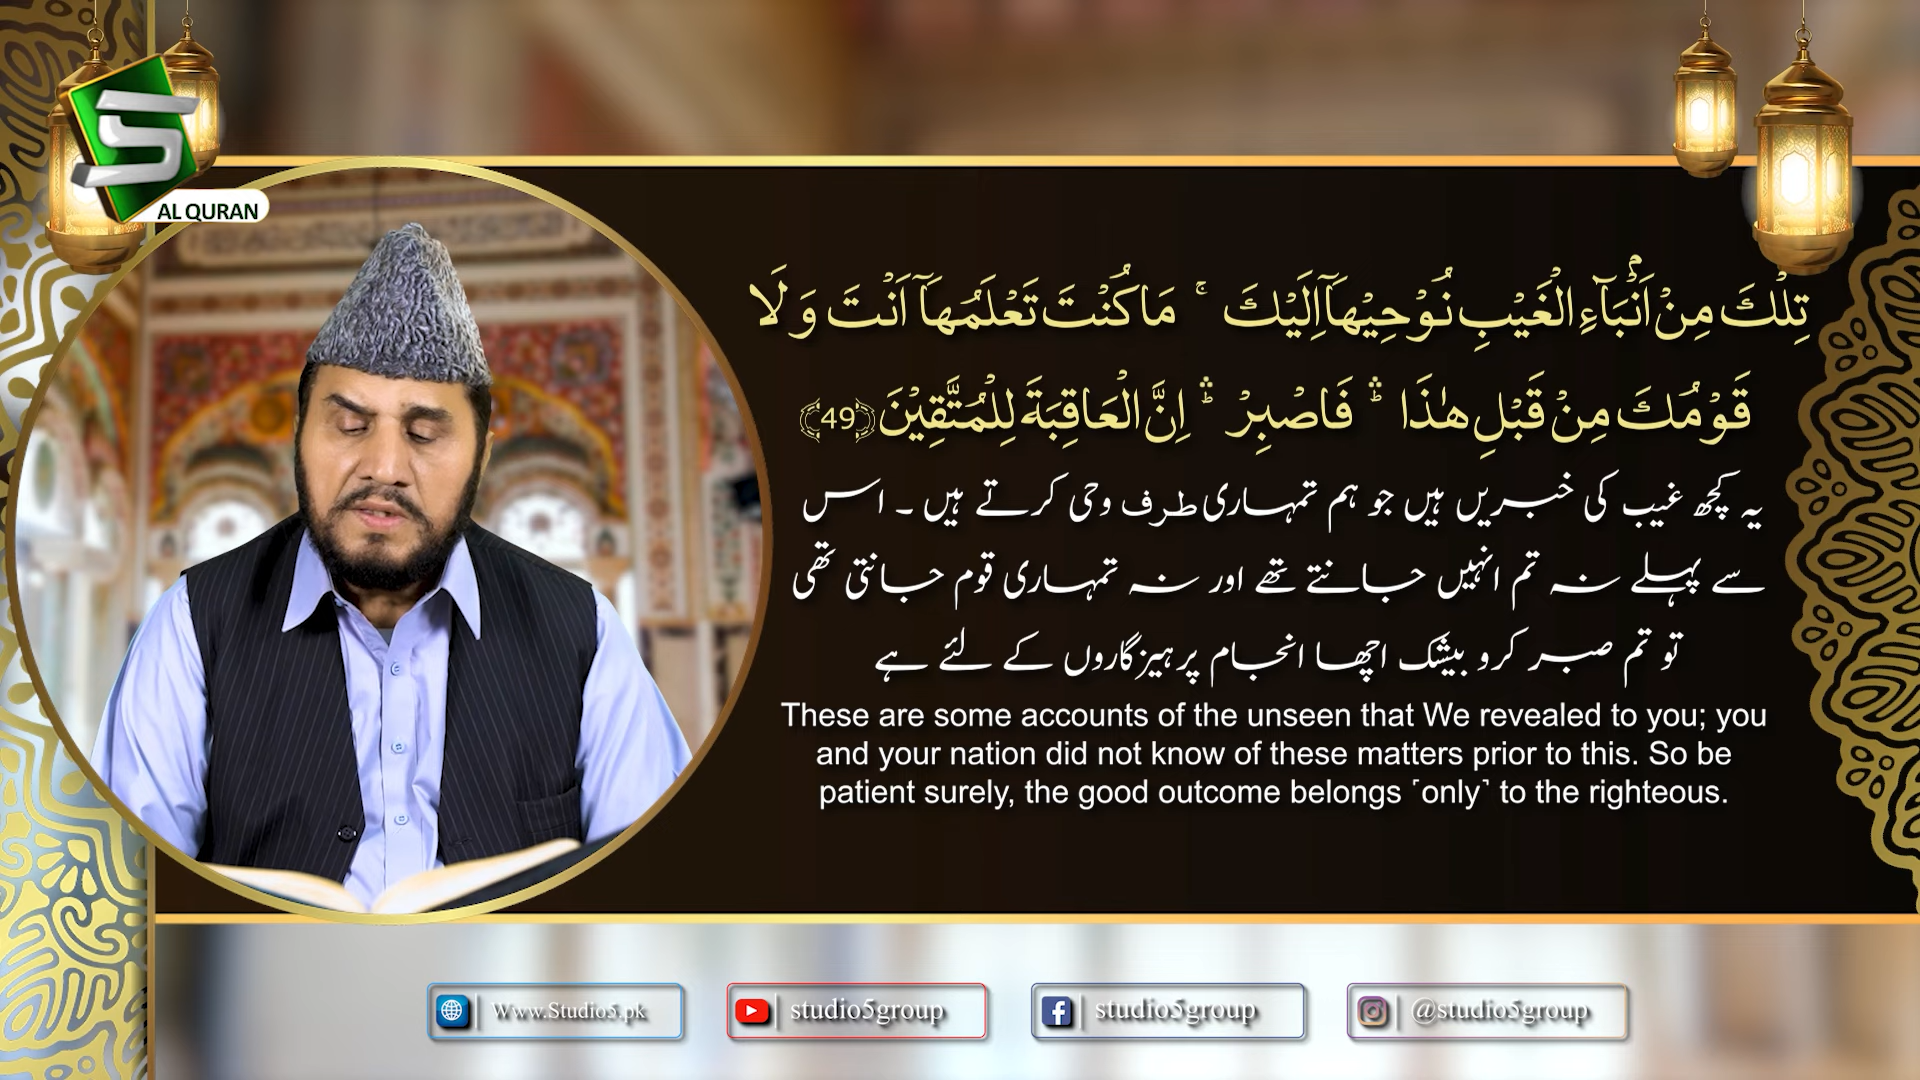 5
AL QURAN
تِلْكَ مِنْ اَنْۢبَآءِ الْغَيْبِ نُوْحِيْهَاۤ اِلَيْكَ ۚ مَا كُنْتَ تَعْلَمُهَاۤ اَنْتَ وَ لَا
قَوْمُكَ مِنْ قَبْلِ هٰذَا ۛؕ فَاصْبِرْ ۛؕ اِنَّ الْعَاقِبَةَ لِلْمُتَّقِيْنَ ﴿49﴾
یہ کچھ غیب کی خبریں ہیں جو ہم تمہاری طرف وحی کرتے ہیں ۔ اس
سے پہلے نہ تم انہیں جانتے تھے اور نہ تمہاری قوم جانتی تھی
تو تم صبر کرو بیشک اچھا انجام پرہیزگاروں کے لئے ہے
These are some accounts of the unseen that We revealed to you; you
and your nation did not know of these matters prior to this. So be
patient surely, the good outcome belongs ˹only˺ to the righteous.
Www.Studio5.pk
studio5group
studio5group
@studio5group